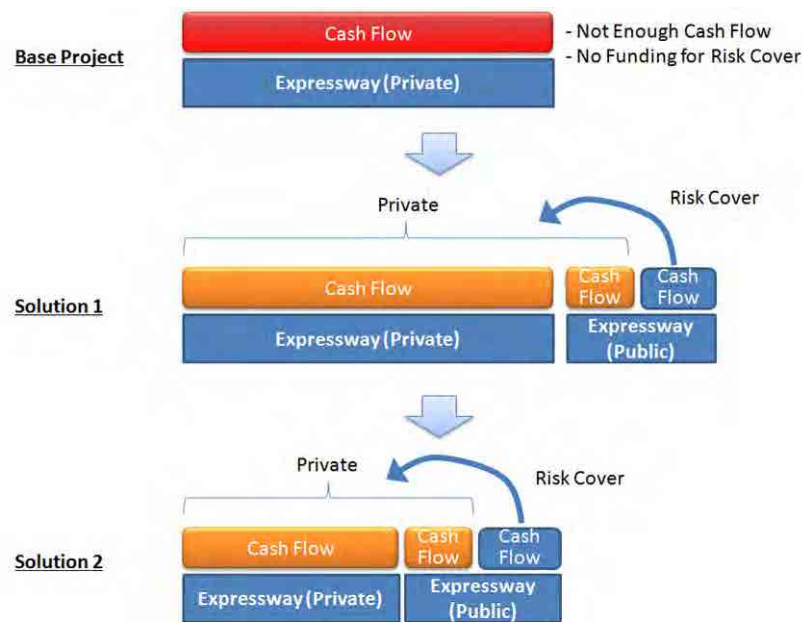 Cash Flow
- Not Enough Cash Flow
- No Funding for Risk Cover
Base Project
Expressway (Private)
Private
Risk Cover
Cash Flow
Cash
Flow
Cash
Flow
Solution 1
Expressway (Private)
Expressway
(Public)
Private
Risk Cover
Cash Flow
Cash
Flow
Cash
Flow
Solution 2
Expressway (Private)
Expressway
(Public)